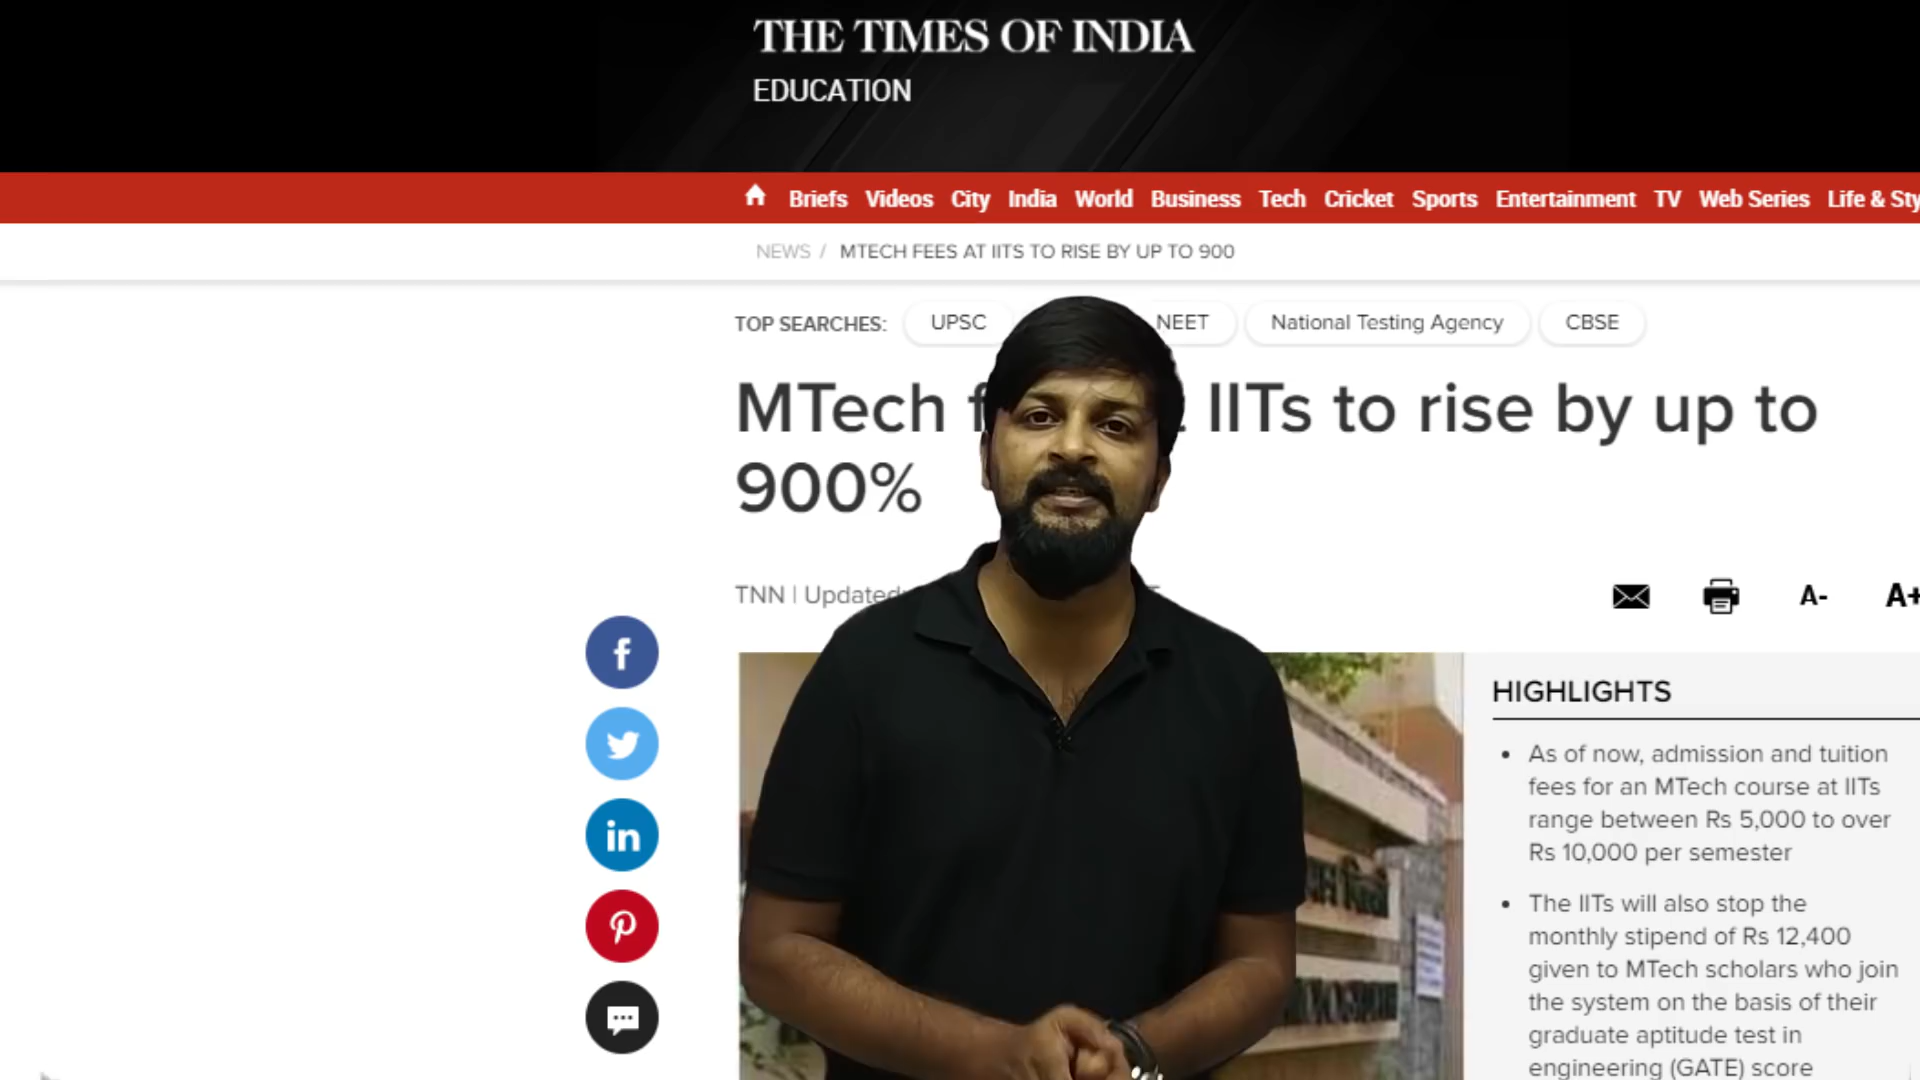 THE TIMES OF INDIA
EDUCATION
Briefs Videos City India World Business Tech Cricket Sports Entertainment TV Web Series Life & Sty
NEWS / MTECH FEES AT IITS TO RISE BY UP TO 900
TOP SEARCHES: UPSC NEET National Testing Agency CBSE
MTech f IITs to rise by up to
900%
TNN | Updated:
A- A+
f
in
HIGHLIGHTS
• As of now, admission and tuition
fees for an MTech course at IITs
range between Rs 5,000 to over
Rs 10,000 per semester
• The IITs will also stop the
monthly stipend of Rs 12,400
given to MTech scholars who join
the system on the basis of their
graduate aptitude test in
engineering (GATE) score